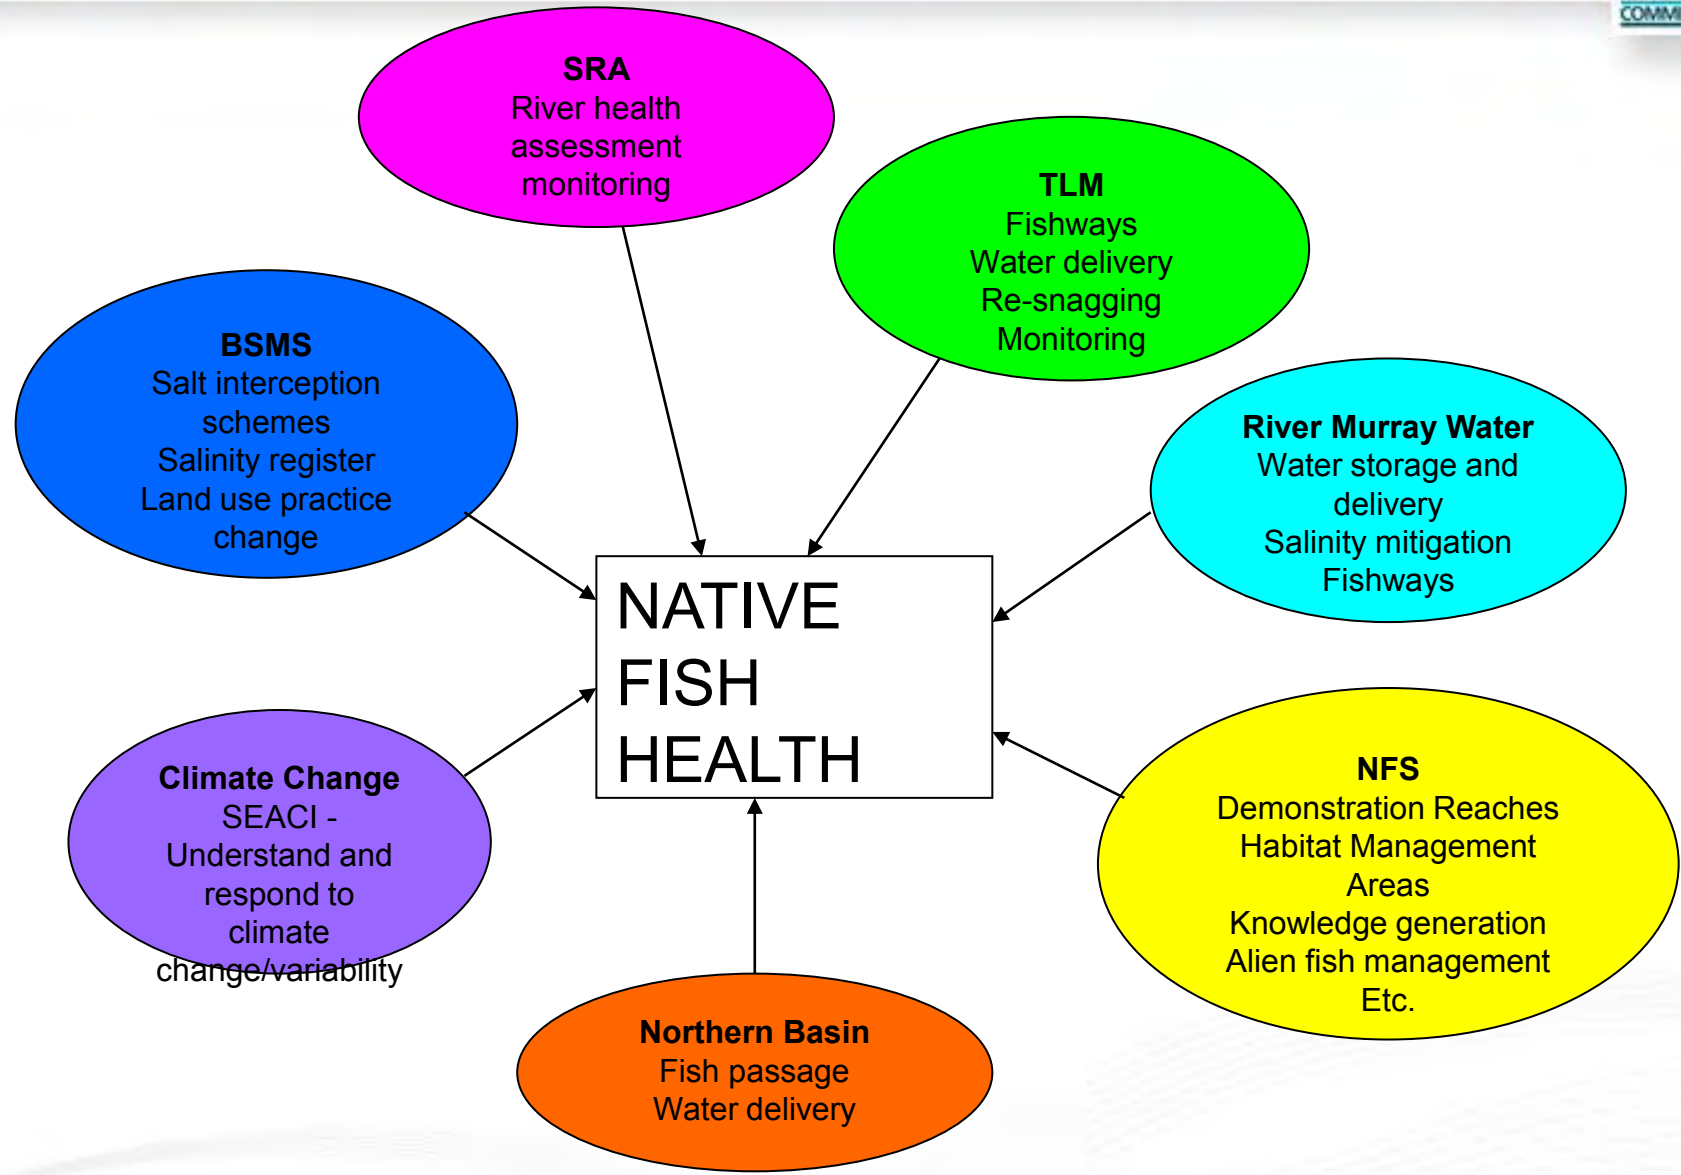 SRA
River health
assessment
monitoring
TLM
Fishways
Water delivery
Re-snagging
Monitoring
BSMS
Salt interception
schemes
Salinity register
Land use practice
change
River Murray Water
Water storage and
delivery
Salinity mitigation
Fishways
NATIVE
FISH
HEALTH
Climate Change
SEACI -
Understand and
respond to
climate
change/variability
NFS
Demonstration Reaches
Habitat Management
Areas
Knowledge generation
Alien fish management
Etc.
Northern Basin
Fish passage
Water delivery